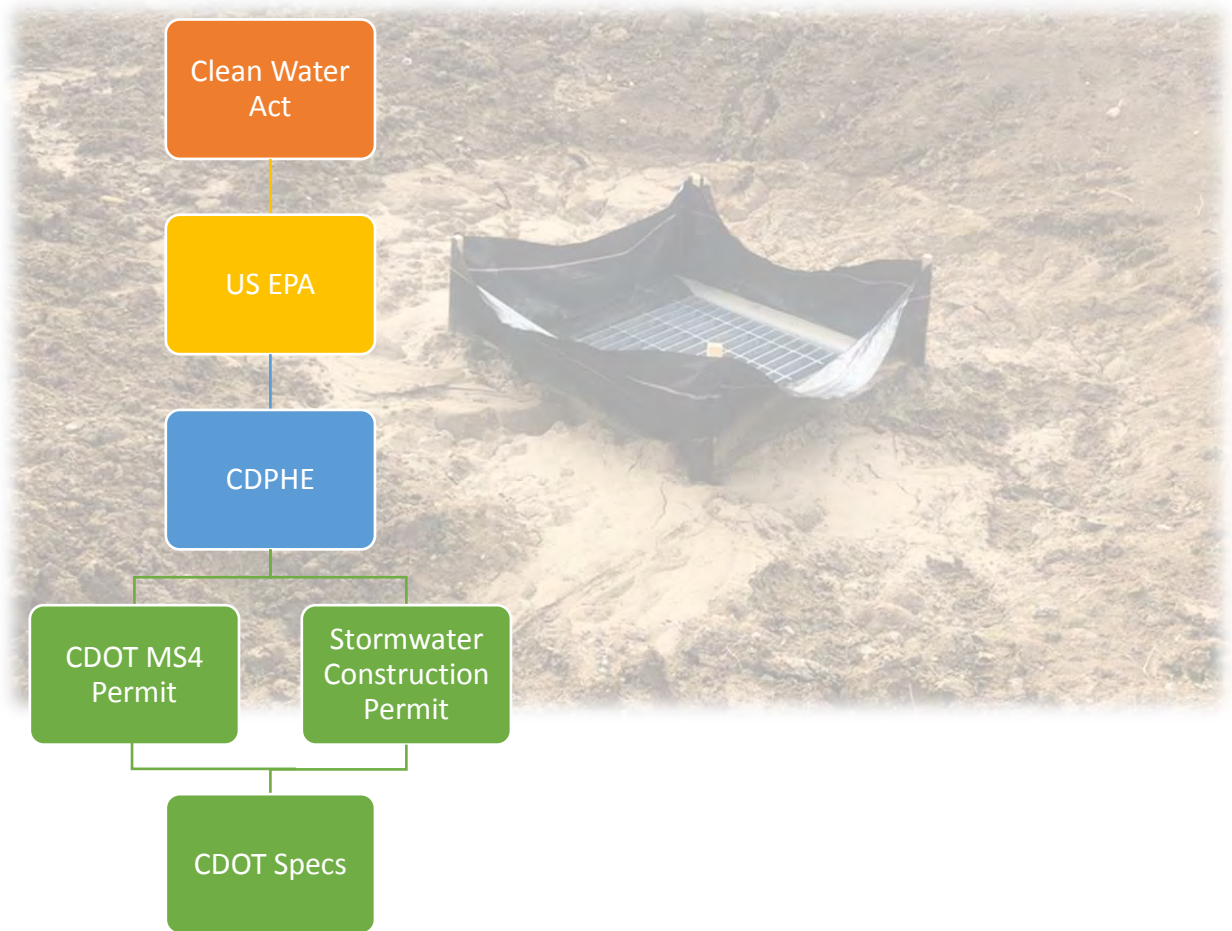 Clean Water
Act
US EPA
CDPHE
CDOT MS4
Permit
Stormwater
Construction
Permit
CDOT Specs